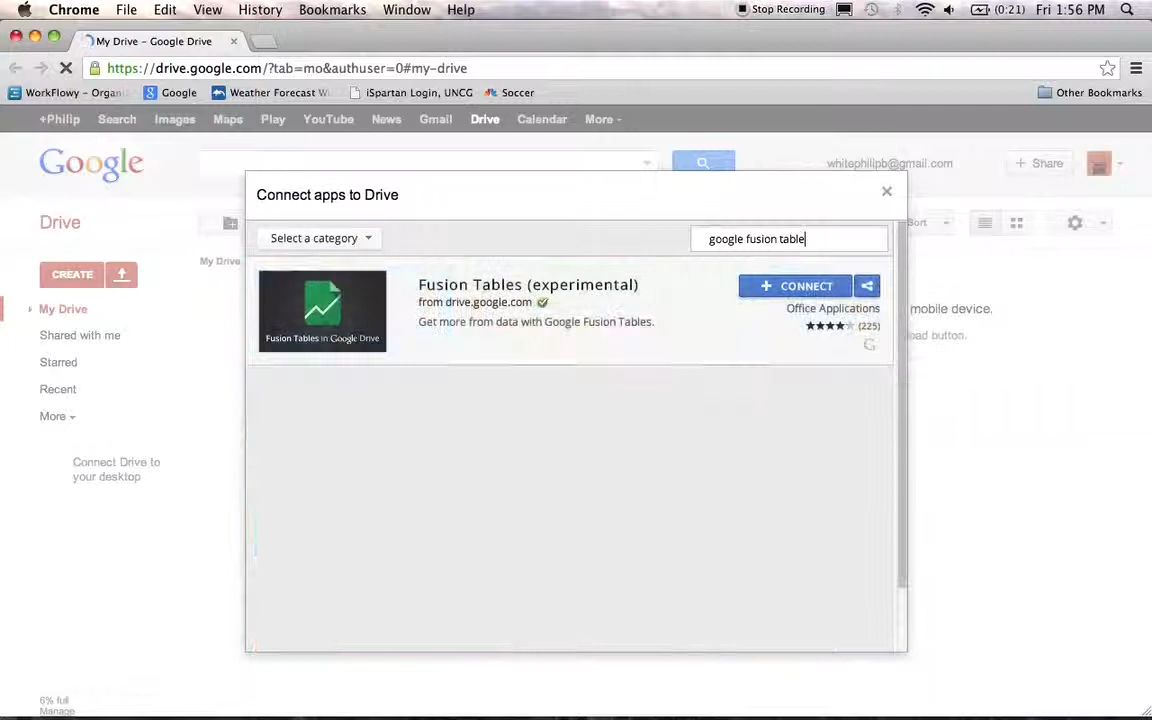 Chrome File Edit View History Bookmarks Window Help Stop Recording (0:21) Fri 1:56 PM
My Drive – Google Drive
https://drive.google.com/?tab=mo&authuser=0#my-drive
WorkFlowy - Organi Google Weather Forecast W iSpartan Login, UNCG Soccer Other Bookmarks
+Philip Search Images Maps Play YouTube News Gmail Drive Calendar More
Google whitephilipb@gmail.com + Share
Connect apps to Drive
Drive Sort
Select a category google fusion table
My Drive
CREATE
Fusion Tables (experimental) + CONNECT
from drive.google.com
Office Applications
Get more from data with Google Fusion Tables. (225)
Fusion Tables in Google Drive
My Drive mobile device.
Shared with me oad button.
Starred
Recent
More
Connect Drive to
your desktop
6% full
Manage